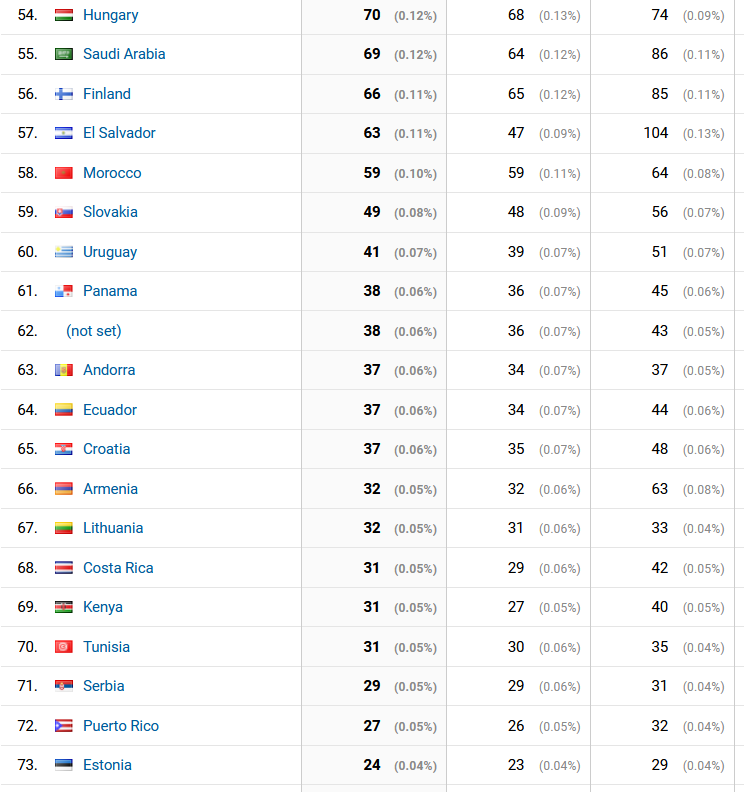 54. Hungary 70 (0.12%) 68 (0.13%) 74 (0.09%)
55. Saudi Arabia 69 (0.12%) 64 (0.12%) 86 (0.11%)
56. Finland 66 (0.11%) 65 (0.12%) 85 (0.11%)
57. El Salvador 63 (0.11%) 47 (0.09%) 104 (0.13%)
58. Morocco 59 (0.10%) 59 (0.11%) 64 (0.08%)
59. Slovakia 49 (0.08%) 48 (0.09%) 56 (0.07%)
60. Uruguay 41 (0.07%) 39 (0.07%) 51 (0.07%)
61. Panama 38 (0.06%) 36 (0.07%) 45 (0.06%)
62. (not set) 38 (0.06%) 36 (0.07%) 43 (0.05%)
63. Andorra 37 (0.06%) 34 (0.07%) 37 (0.05%)
64. Ecuador 37 (0.06%) 34 (0.07%) 44 (0.06%)
65. Croatia 37 (0.06%) 35 (0.07%) 48 (0.06%)
66. Armenia 32 (0.05%) 32 (0.06%) 63 (0.08%)
67. Lithuania 32 (0.05%) 31 (0.06%) 33 (0.04%)
68. Costa Rica 31 (0.05%) 29 (0.06%) 42 (0.05%)
69. Kenya 31 (0.05%) 27 (0.05%) 40 (0.05%)
70. Tunisia 31 (0.05%) 30 (0.06%) 35 (0.04%)
71. Serbia 29 (0.05%) 29 (0.06%) 31 (0.04%)
72. Puerto Rico 27 (0.05%) 26 (0.05%) 32 (0.04%)
73. Estonia 24 (0.04%) 23 (0.04%) 29 (0.04%)